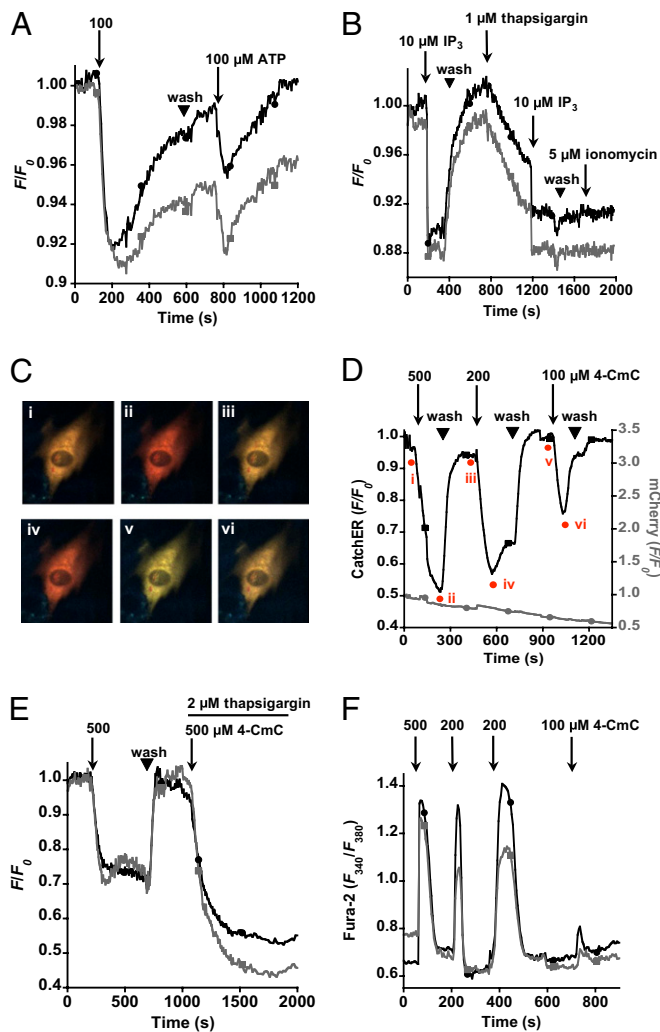 A
100
100 µM ATP
wash
1.00
0.98
0.96
0.94
0.92
0.9
F/F0
0 200 400 600 800 1000 1200
Time (s)
B
1 µM thapsigargin
10 µM IP3
wash
10 µM IP3
5 µM ionomycin
wash
1.00
0.96
0.92
0.88
F/F0
0 400 800 1200 1600 2000
Time (s)
C
i ii iii
iv v vi
D
500 200 100 µM 4-CmC
wash wash wash
1.0
0.9
0.8
0.7
0.6
0.5
0.4
CatchER (F/F0)
3.5
3.0
2.5
2.0
1.5
1.0
0.5
mCherry (F/F0)
i
ii
iii
iv
v
vi
0 300 600 900 1200
Time (s)
E
2 µM thapsigargin
500 500 µM 4-CmC
wash
1.0
0.9
0.8
0.7
0.6
0.5
0.4
F/F0
0 500 1000 1500 2000
Time (s)
F
500 200 200 100 µM 4-CmC
1.4
1.2
1.0
0.8
0.6
Fura-2 (F340/F380)
0 200 400 600 800
Time (s)